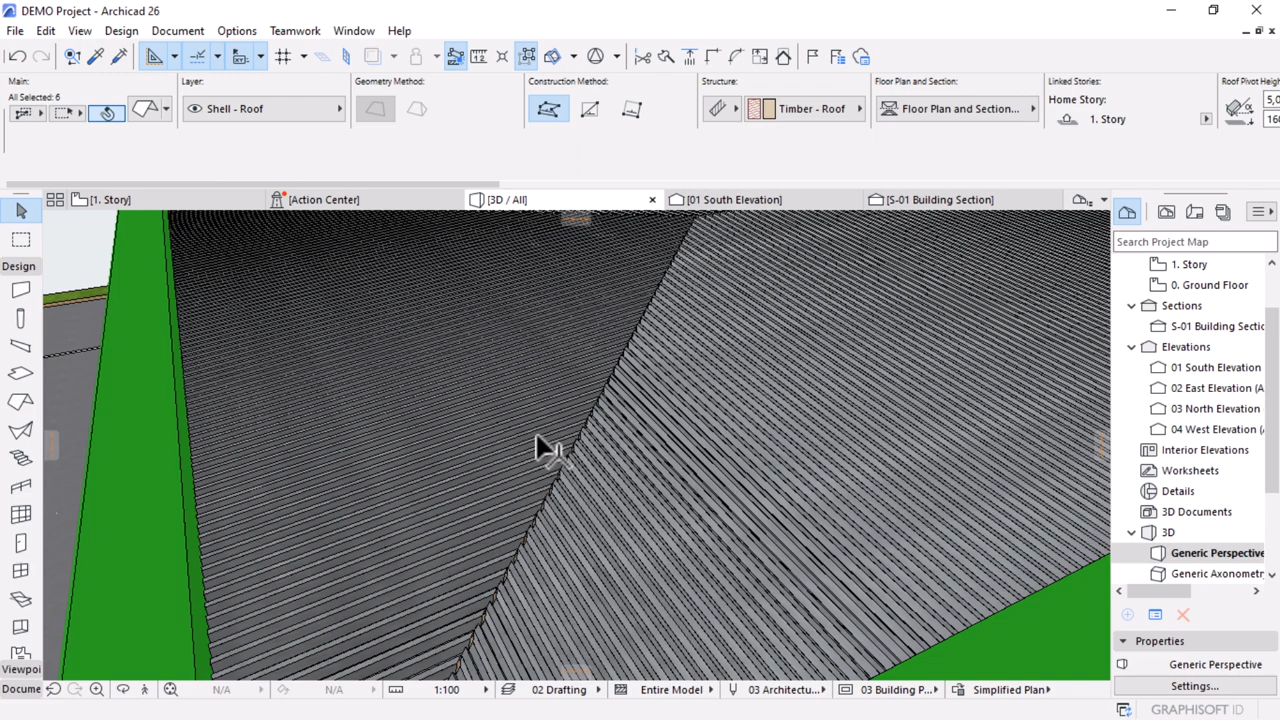 DEMO Project - Archicad 26
File Edit View Design Document Options Teamwork Window Help
Main: Layer: Geometry Method: Construction Method: Structure: Floor Plan and Section: Linked Stories: Roof Pivot Heigh
All Selected: 6
Shell - Roof
Timber - Roof
Floor Plan and Section...
Home Story:
1. Story
5,0
160
[1. Story] [Action Center] [3D / All] [01 South Elevation] [S-01 Building Section]
Search Project Map
Design
1. Story
0. Ground Floor
Sections
S-01 Building Sectio
Elevations
01 South Elevation
02 East Elevation (A
03 North Elevation
04 West Elevation (
Interior Elevations
Worksheets
Details
3D Documents
3D
Generic Perspective
Generic Axonometr
Properties
Generic Perspective
Settings...
Viewpoi
Docume
N/A N/A 1:100 02 Drafting Entire Model 03 Architectu... 03 Building P... Simplified Plan
GRAPHISOFT ID